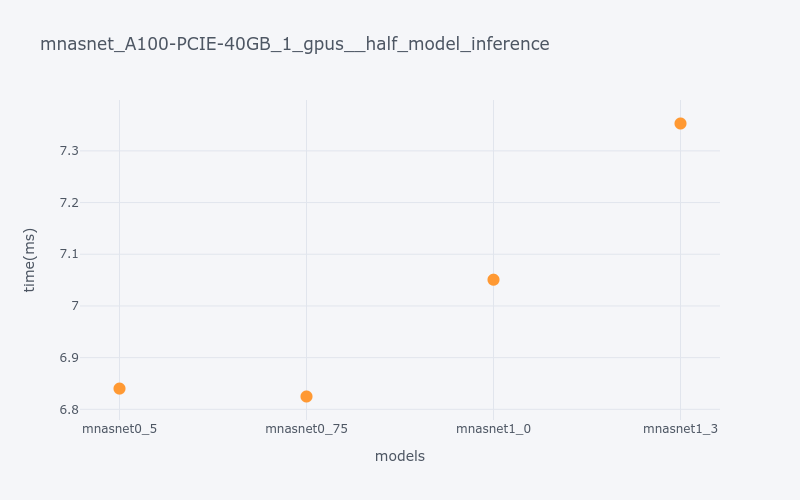 mnasnet_A100-PCIE-40GB_1_gpus__half_model_inference
time(ms)
7.3
7.2
7.1
7
6.9
6.8
mnasnet0_5
mnasnet0_75
mnasnet1_0
mnasnet1_3
models